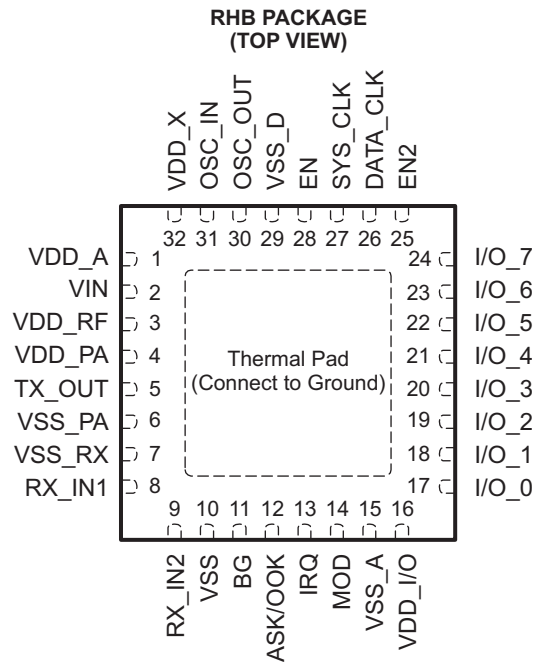 RHB PACKAGE
(TOP VIEW)
VDD_X
OSC_IN
OSC_OUT
VSS_D
EN
SYS_CLK
DATA_CLK
EN2
32 31 30 29 28 27 26 25
VDD_A 1
VIN 2
VDD_RF 3
VDD_PA 4
TX_OUT 5
VSS_PA 6
VSS_RX 7
RX_IN1 8
Thermal Pad
(Connect to Ground)
24 I/O_7
23 I/O_6
22 I/O_5
21 I/O_4
20 I/O_3
19 I/O_2
18 I/O_1
17 I/O_0
9 10 11 12 13 14 15 16
RX_IN2
VSS
BG
ASK/OOK
IRQ
MOD
VSS_A
VDD_I/O